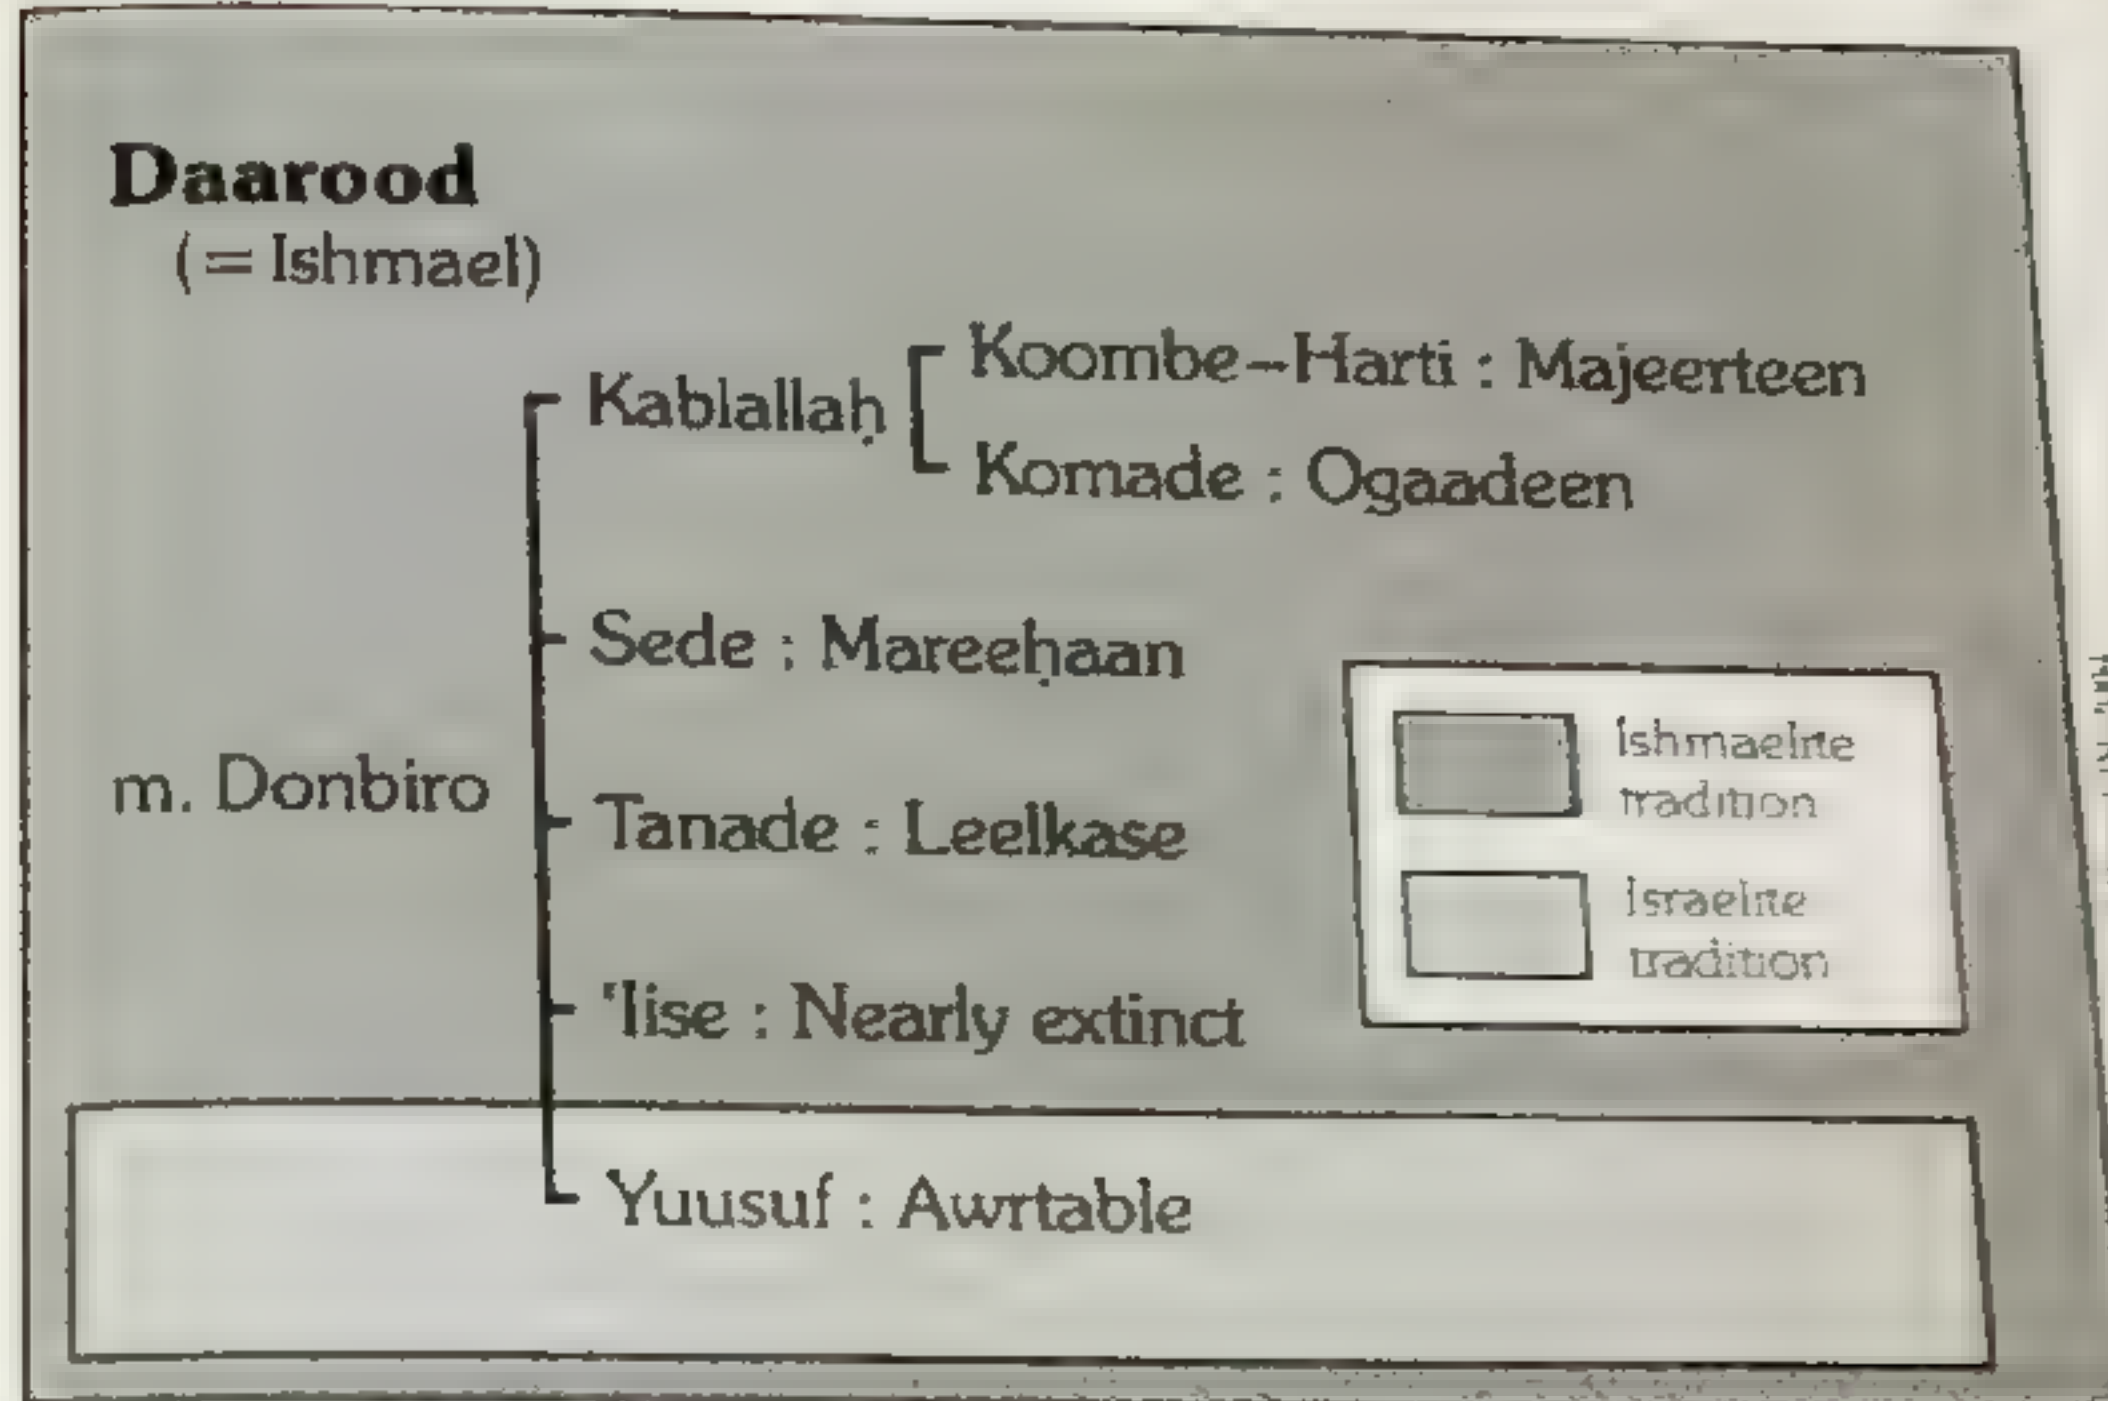 Daarood
(= Ishmael)
Kablallaḥ
Koombe–Harti : Majeerteen
Komade : Ogaadeen
Sede : Mareeḥaan
m. Donbiro
Tanade : Leelkase
'Iise : Nearly extinct
Yuusuf : Awrtable
Ishmaelite
tradition
Israelite
tradition